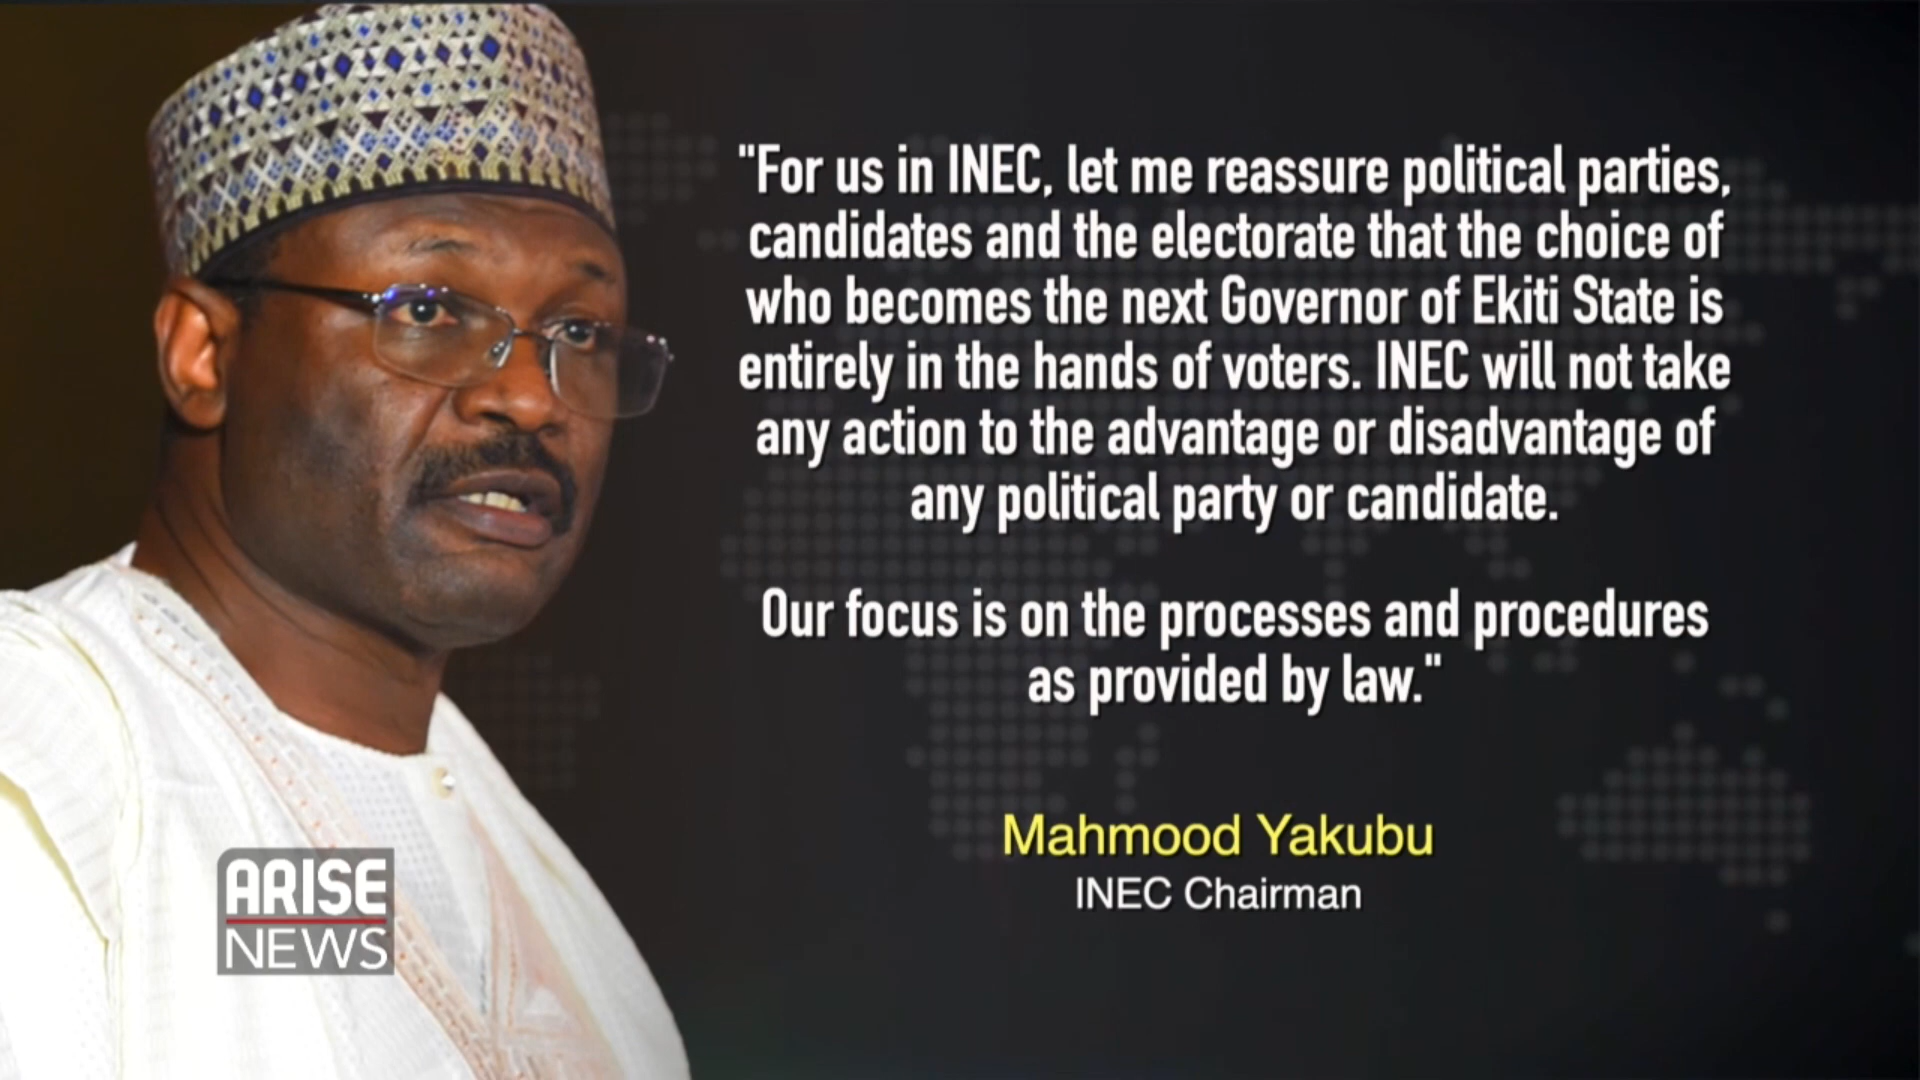 "For us in INEC, let me reassure political parties,
candidates and the electorate that the choice of
who becomes the next Governor of Ekiti State is
entirely in the hands of voters. INEC will not take
any action to the advantage or disadvantage of
any political party or candidate.
Our focus is on the processes and procedures
as provided by law."
Mahmood Yakubu
INEC Chairman
ARISE
NEWS